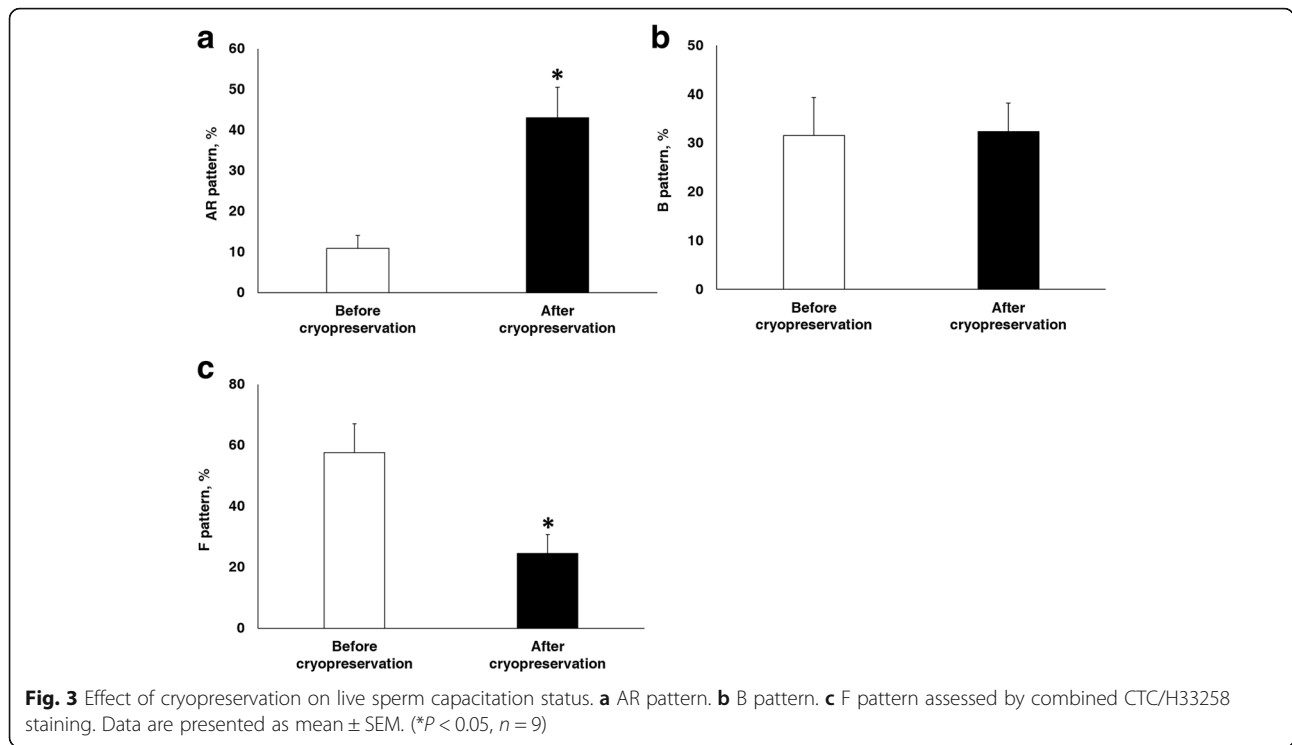 a
60
50
40
30
20
10
0
AR pattern, %
*
Before
cryopreservation
After
cryopreservation
b
50
40
30
20
10
0
B pattern, %
Before
cryopreservation
After
cryopreservation
c
80
60
40
20
0
F pattern, %
*
Before
cryopreservation
After
cryopreservation
Fig. 3 Effect of cryopreservation on live sperm capacitation status. a AR pattern. b B pattern. c F pattern assessed by combined CTC/H33258
staining. Data are presented as mean ± SEM. (*P < 0.05, n = 9)